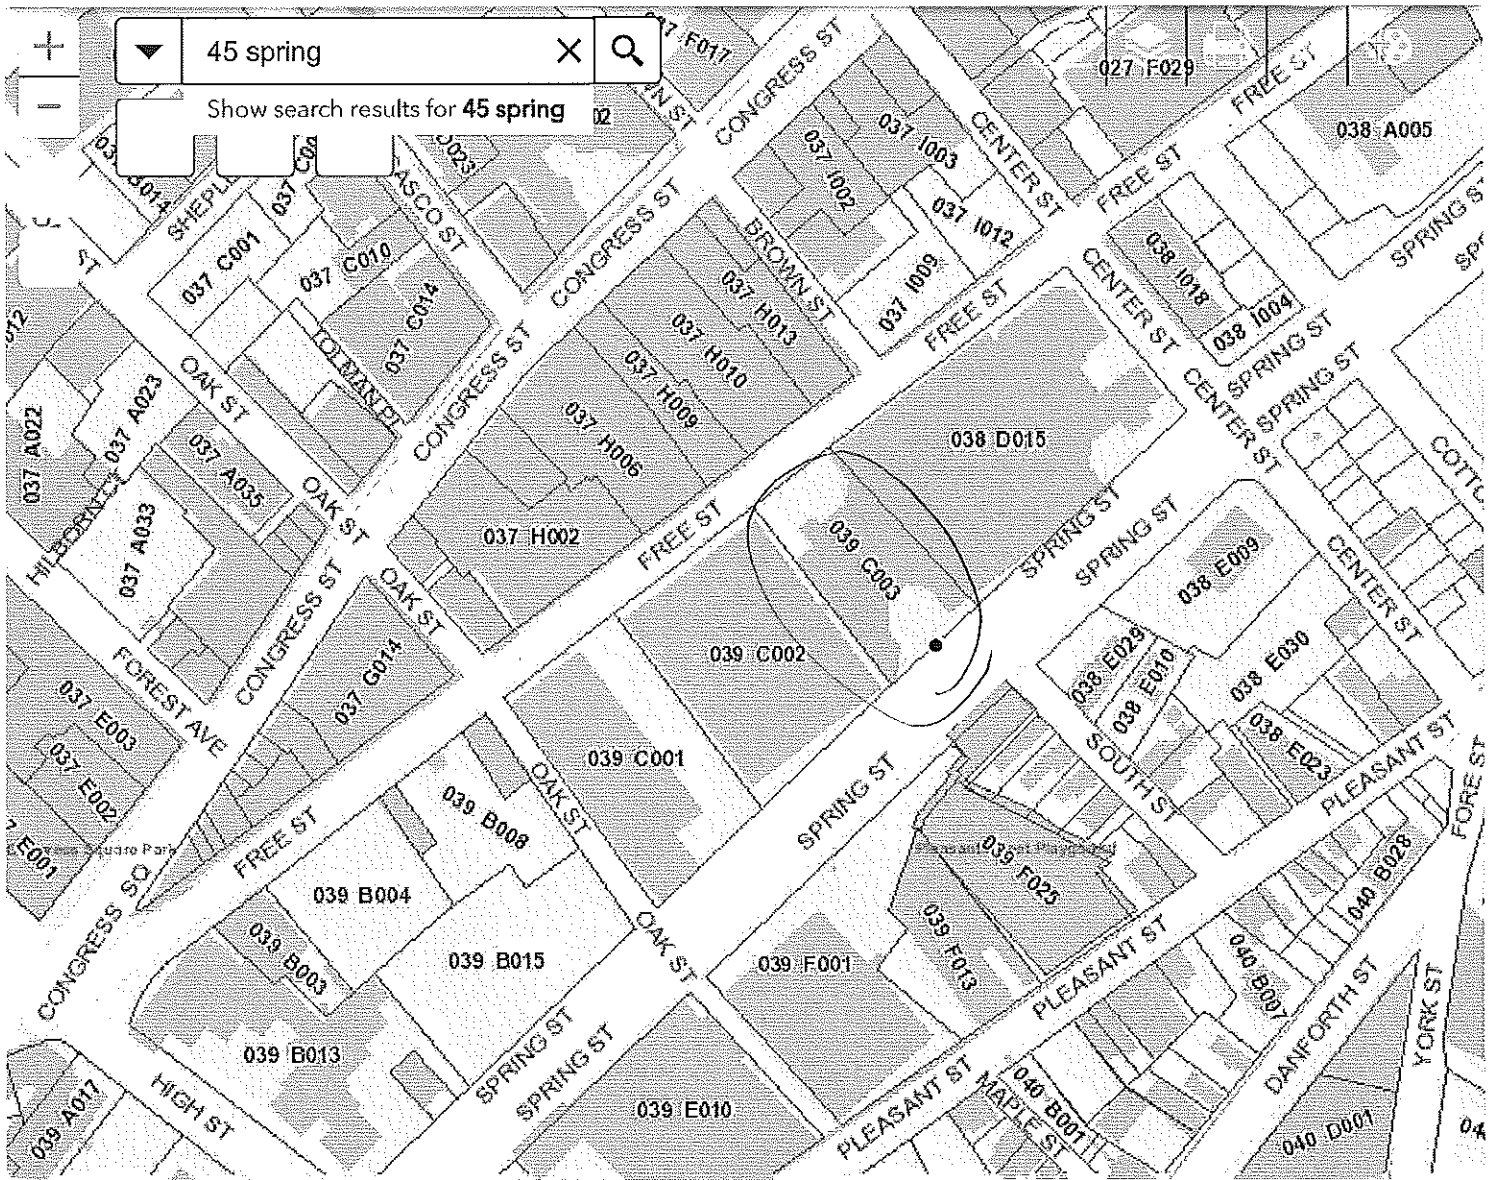 45 spring
Show search results for 45 spring
037 F017
027 F029
FREE ST
038 A005
CONGRESS ST
CENTER ST
037 I003
037 I002
FREE ST
037 I012
CENTER ST
SPRING ST
CASCO ST
CONGRESS ST
BROWN ST
037 C001
037 C010
037 C014
037 I009
FREE ST
CENTER ST
038 I018
038 I004
SPRING ST
SPRING ST
037 H013
037 H010
037 H009
037 H006
OAK ST
TOLMAN PL
CONGRESS ST
037 A022
037 A023
037 A035
HILBORN CT
037 A033
OAK ST
037 H002
FREE ST
038 D015
CENTER ST
039 C003
SPRING ST
SPRING ST
038 E009
CENTER ST
CONGRESS ST
OAK ST
FOREST AVE
037 G014
039 C002
038 E029
038 E010
038 E030
037 E003
037 E002
E001
039 C001
OAK ST
SPRING ST
SOUTH ST
038 E023
PLEASANT ST
FORE ST
FREE ST
039 B008
039 B004
039 F025
040 B028
CONGRESS SQ
039 B003
039 B015
OAK ST
039 F001
039 F013
PLEASANT ST
040 B007
DANFORTH ST
YORK ST
039 B013
SPRING ST
SPRING ST
039 A017
HIGH ST
039 E010
PLEASANT ST
MAPLE ST
040 B001
040 D001